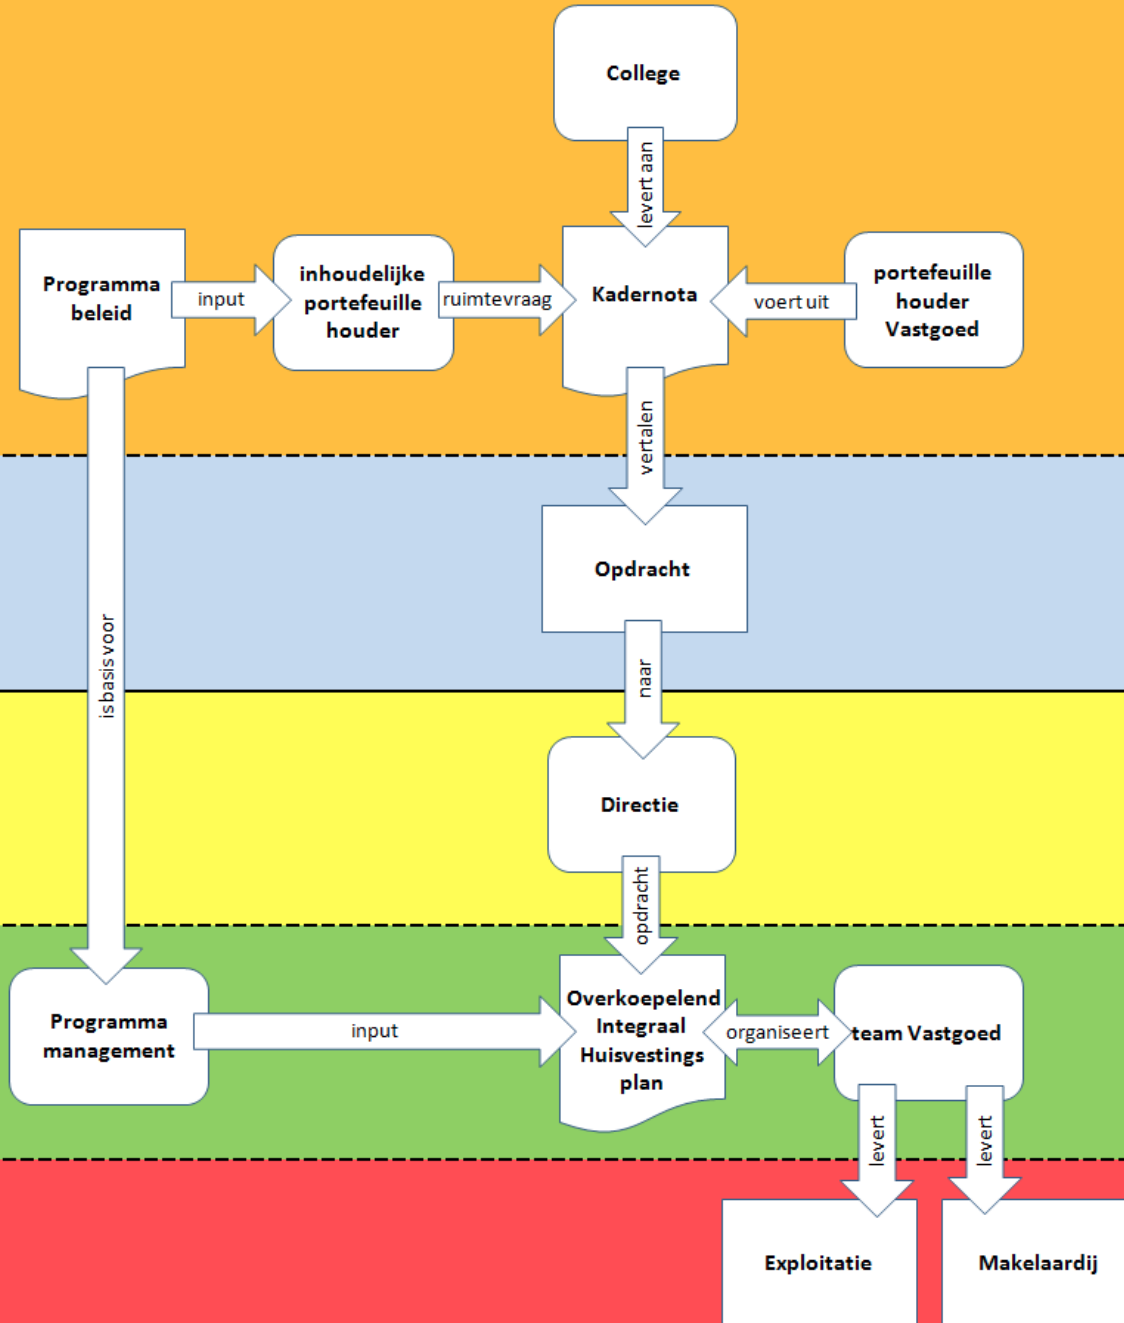 College
levert aan
Programma
beleid
input
inhoudelijke
portefeuille
houder
ruimtevraag
Kadernota
voert uit
portefeuille
houder
Vastgoed
vertalen
Opdracht
is basis voor
naar
Directie
opdracht
Programma
management
input
Overkoepelend
Integraal
Huisvestings
plan
organiseert
team Vastgoed
levert
levert
Exploitatie
Makelaardij